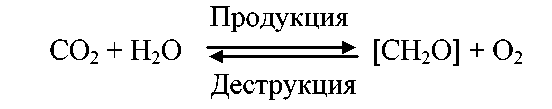 Продукция
CO₂ + H₂O ⇄ [CH₂O] + O₂
Деструкция